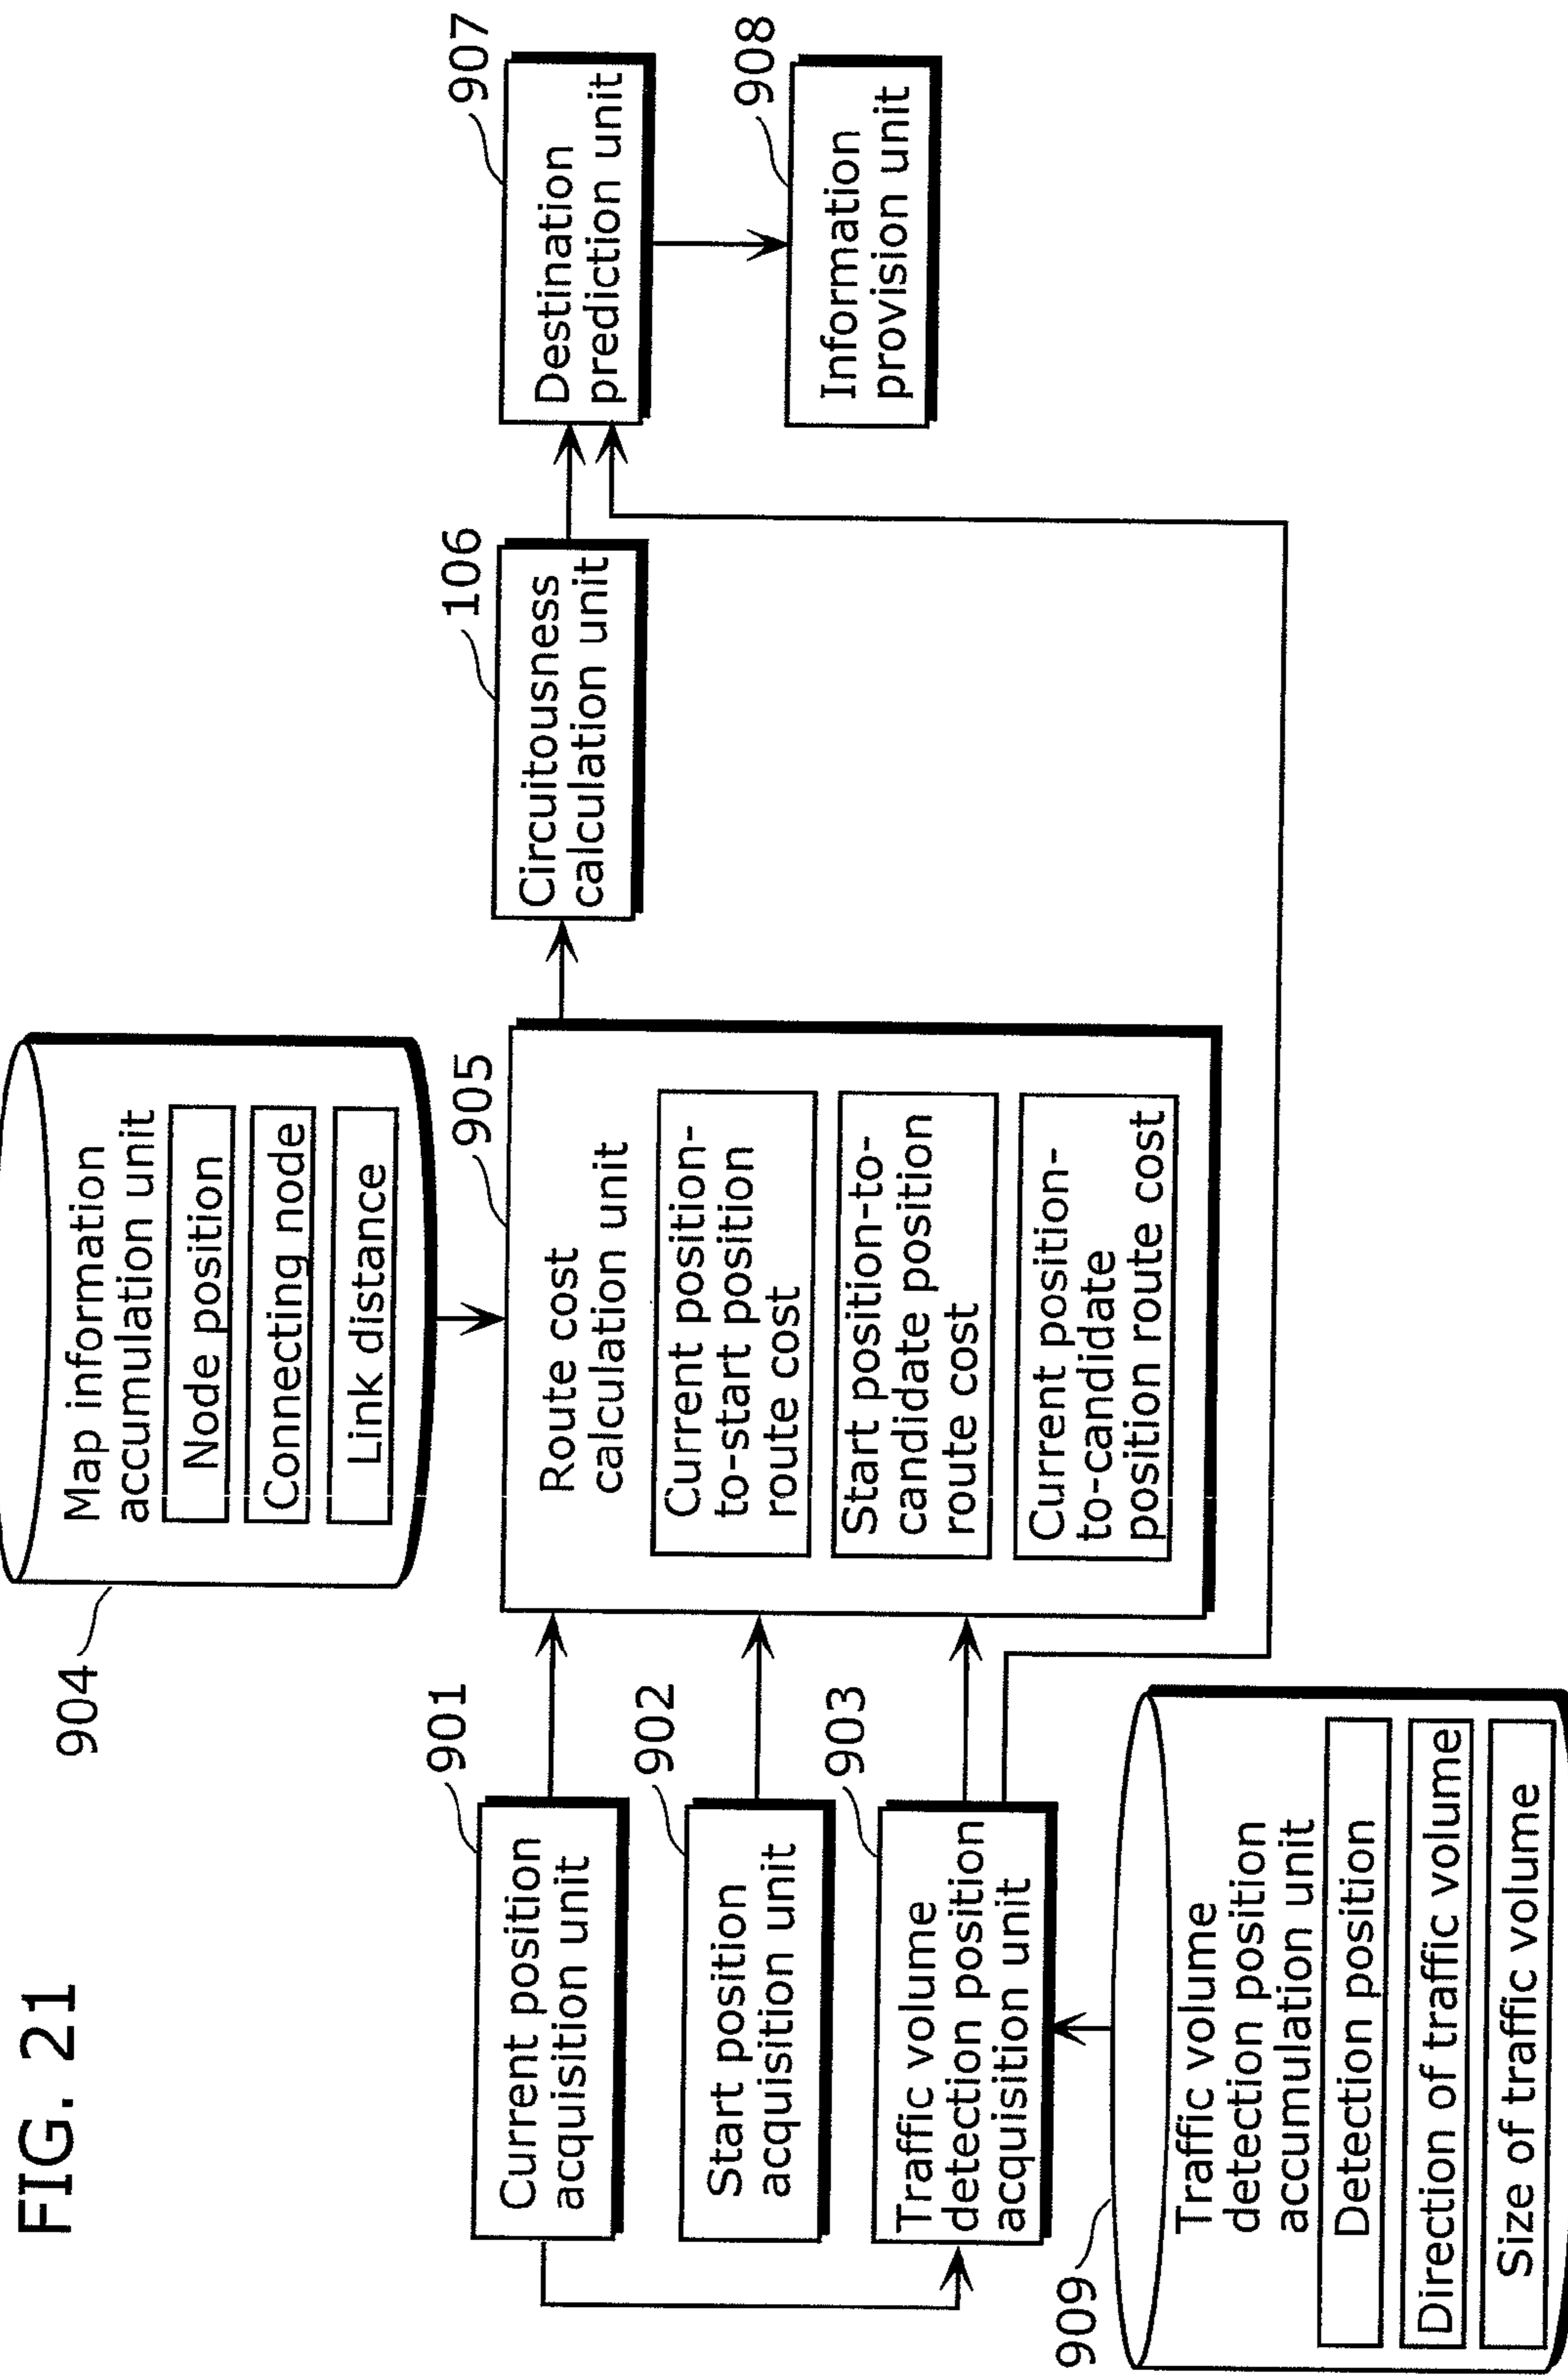 FIG. 21
904
Map information
accumulation unit
Node position
Connecting node
Link distance
901
Current position
acquisition unit
902
Start position
acquisition unit
903
Traffic volume
detection position
acquisition unit
909
Traffic volume
detection position
accumulation unit
Detection position
Direction of traffic volume
Size of traffic volume
905
Route cost
calculation unit
Current position-
to-start position
route cost
Start position-to-
candidate position
route cost
Current position-
to-candidate
position route cost
106
Circuitousness
calculation unit
907
Destination
prediction unit
908
Information
provision unit